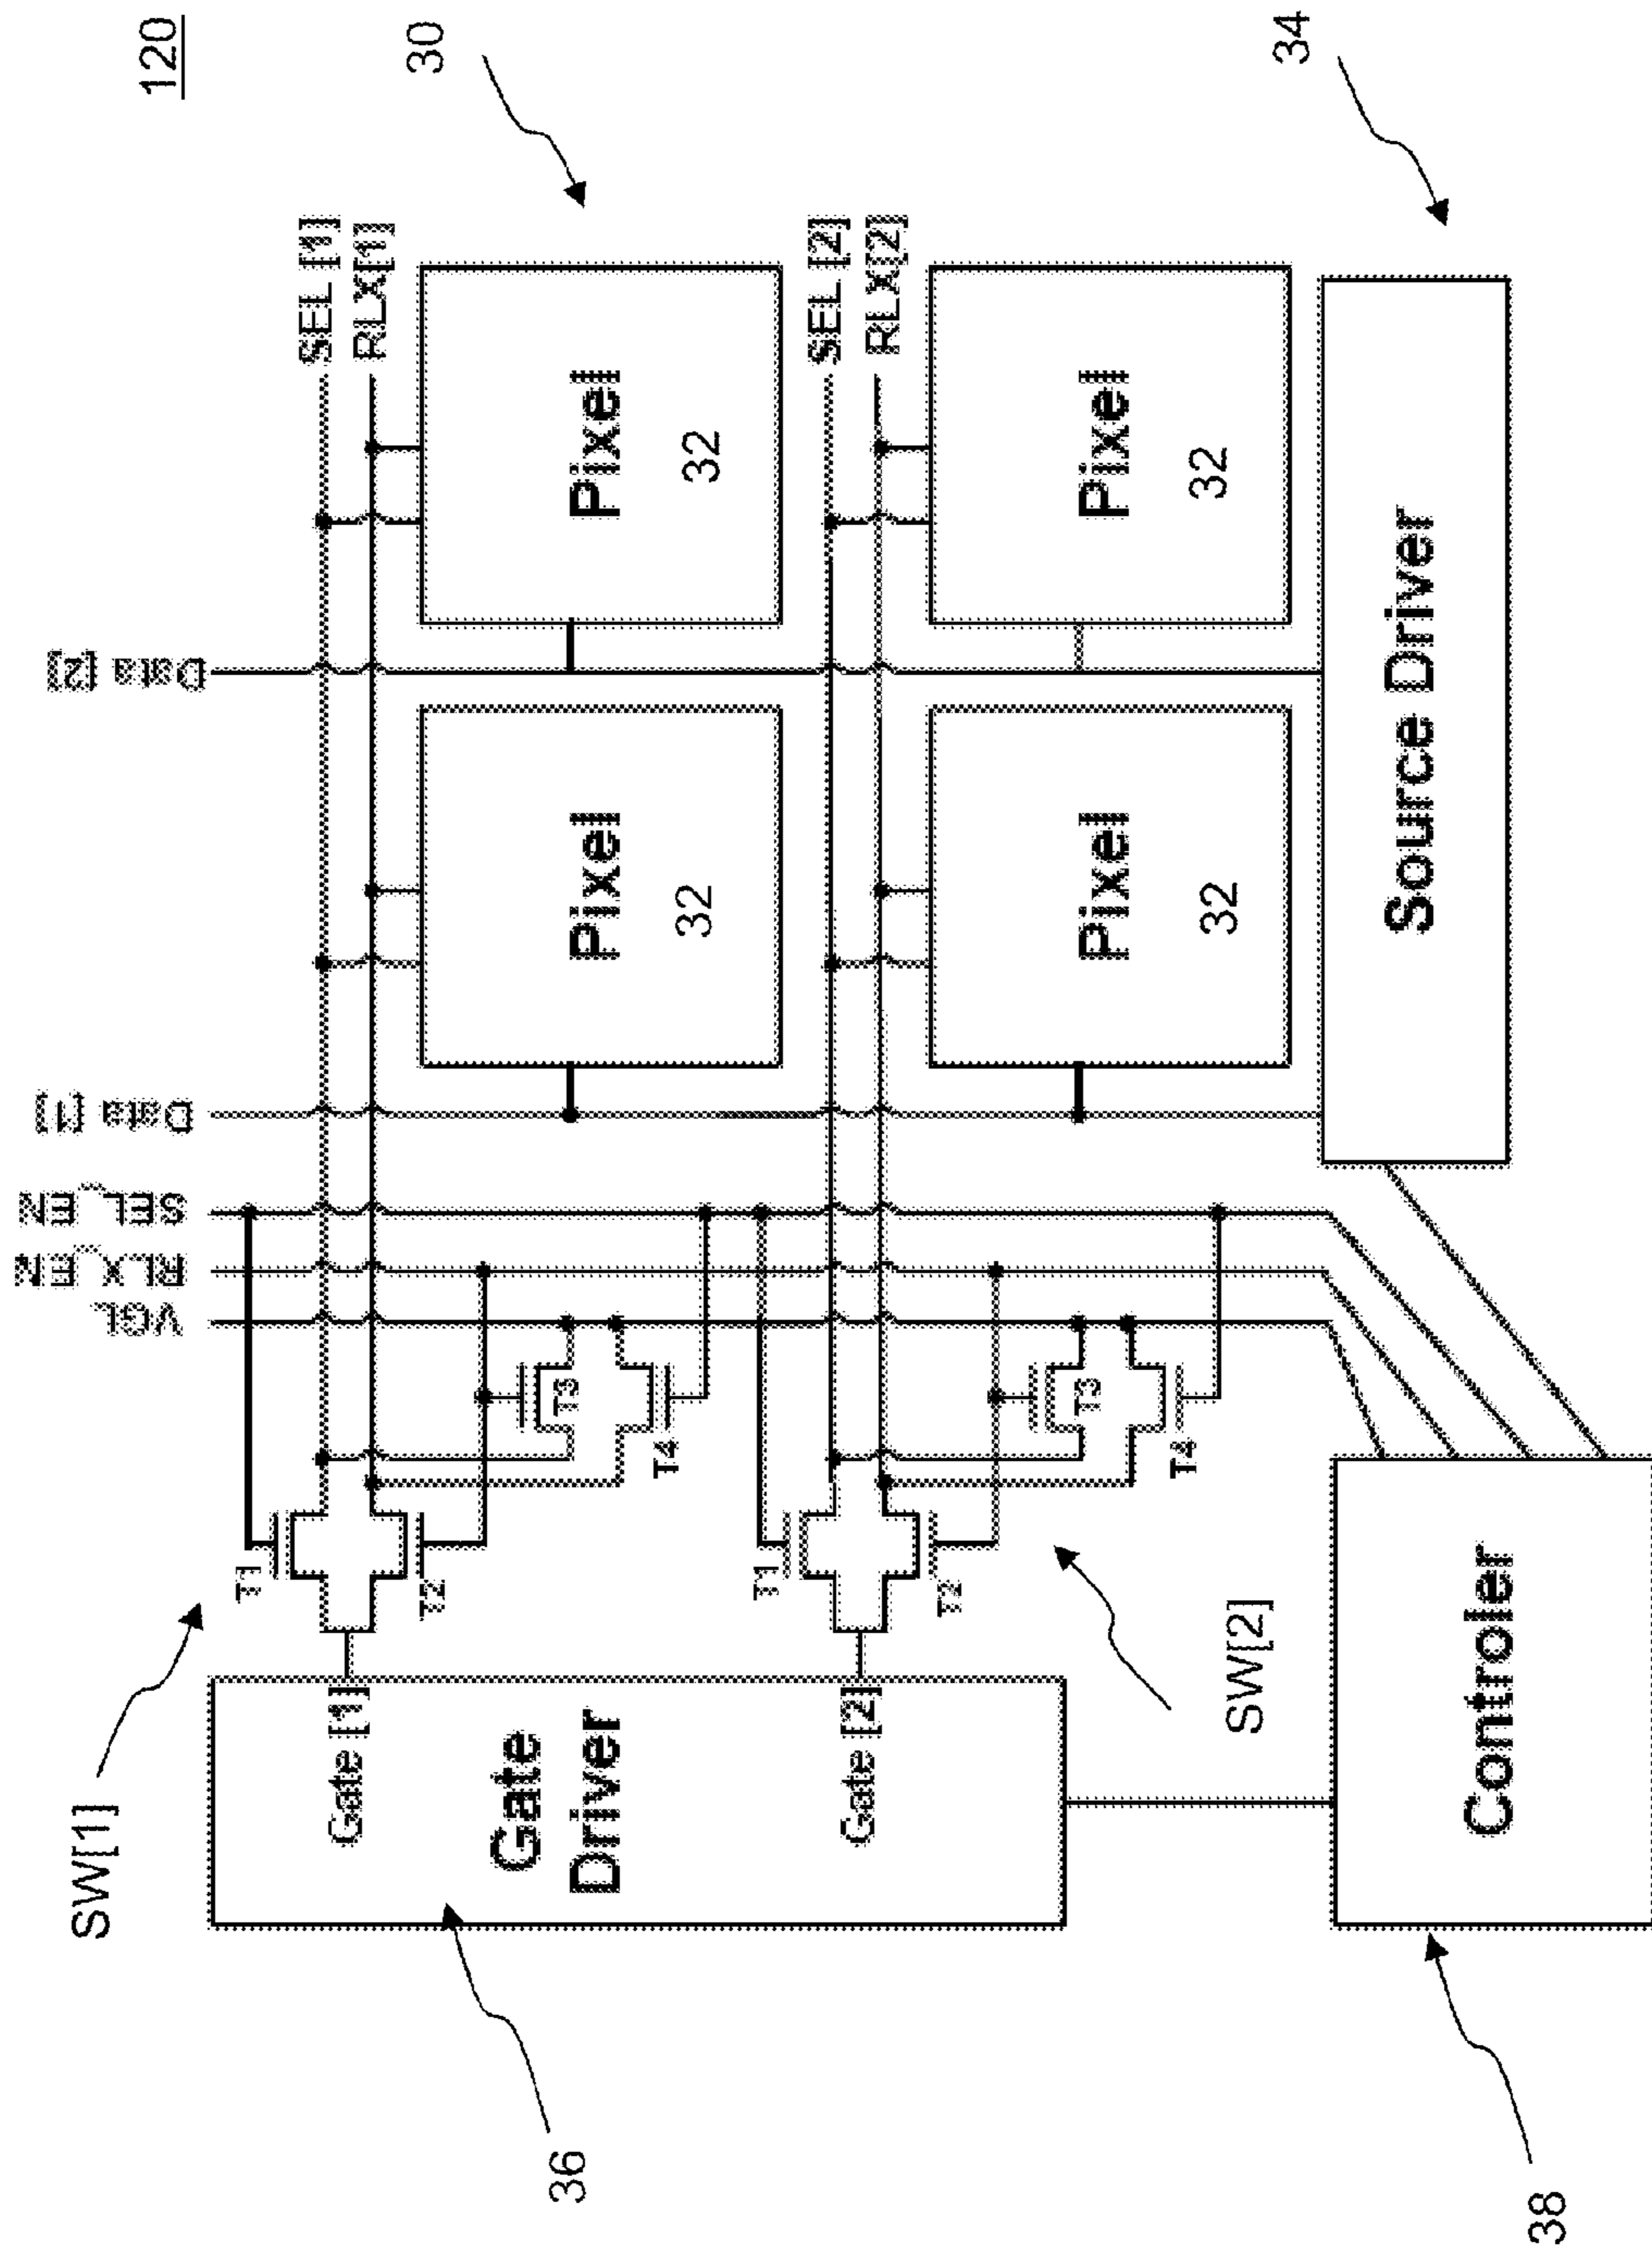 120
SW[1]
VGL
RLX_EN
SEL_EN
Data [1]
Data [2]
30
SEL [1]
RLX[1]
T1
T2
T3
T4
Gate [1]
Gate
Driver
Gate [2]
36
Pixel
32
Pixel
32
SEL [2]
RLX[2]
T1
T2
T3
T4
SW[2]
Pixel
32
Pixel
32
34
Source Driver
Controller
38